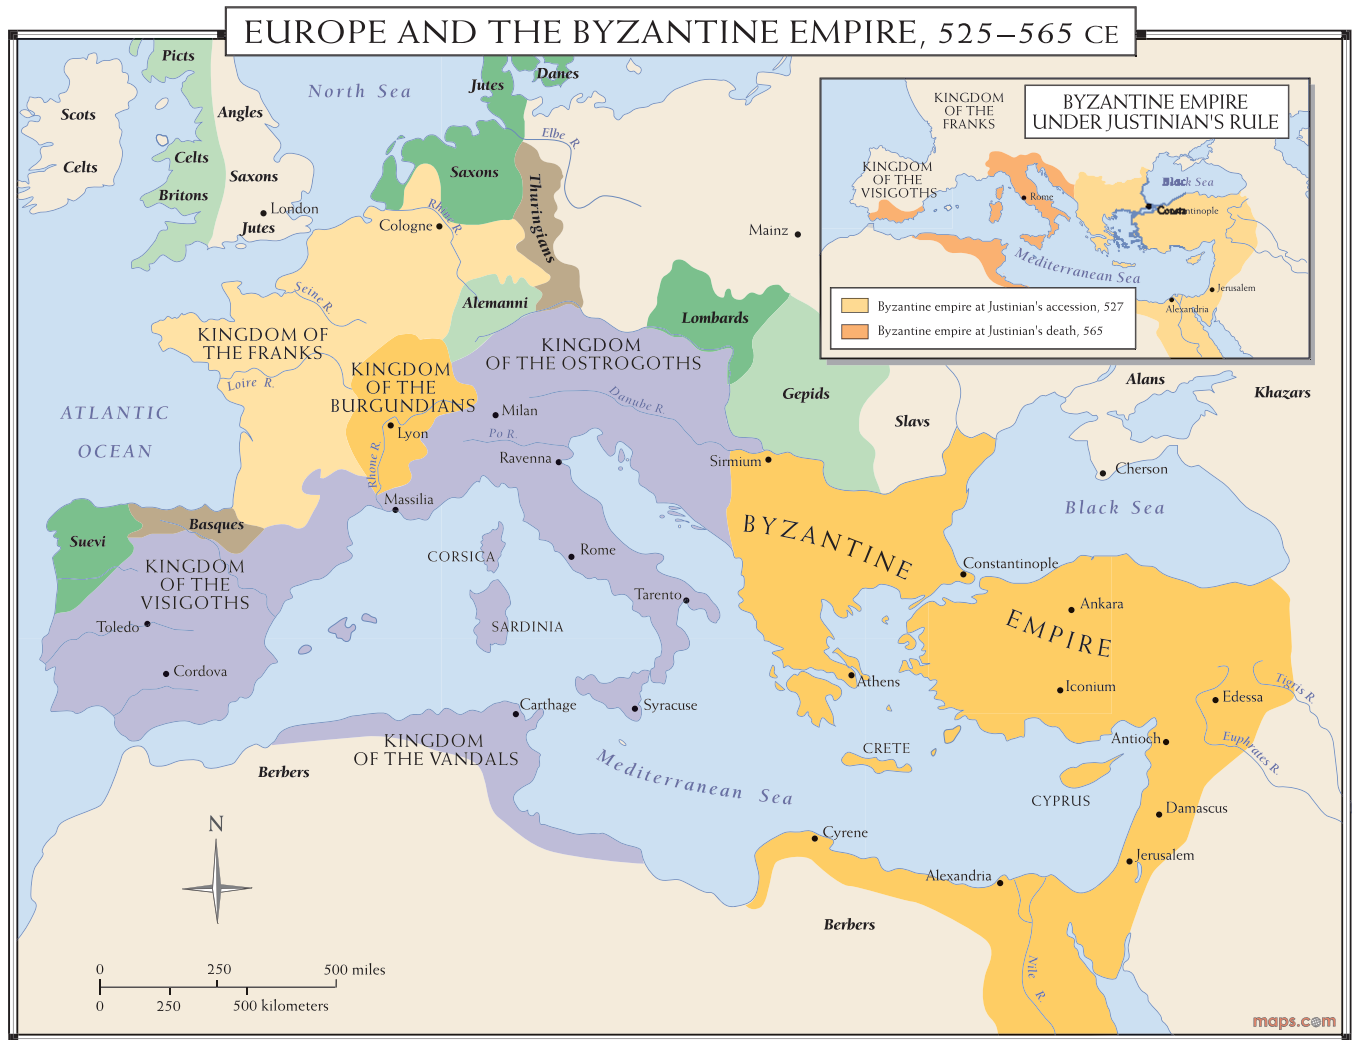 EUROPE AND THE BYZANTINE EMPIRE, 525–565 CE
Picts
North Sea
Jutes
Danes
Scots
Angles
Elbe R.
Celts
Celts
Saxons
Saxons
Thuringians
Britons
London
Jutes
Rhine R.
Cologne
Mainz
Seine R.
Alemanni
Lombards
KINGDOM OF
THE FRANKS
KINGDOM
OF THE OSTROGOTHS
KINGDOM
OF THE
BURGUNDIANS
Loire R.
Danube R.
Gepids
Slavs
Alans
Khazars
ATLANTIC
OCEAN
Milan
Lyon
Po R.
Rhone R.
Ravenna
Sirmium
Cherson
Massilia
Black Sea
Basques
Suevi
BYZANTINE
EMPIRE
KINGDOM
OF THE
VISIGOTHS
CORSICA
Rome
Constantinople
Tarento
Ankara
Toledo
SARDINIA
Cordova
Athens
Iconium
Edessa
Tigris R.
Carthage
Syracuse
KINGDOM
OF THE VANDALS
CRETE
Antioch
Euphrates R.
Berbers
Mediterranean Sea
CYPRUS
Damascus
Cyrene
Jerusalem
Alexandria
Berbers
Nile R.
N
0 250 500 miles
0 250 500 kilometers
maps.com
BYZANTINE EMPIRE
UNDER JUSTINIAN'S RULE
KINGDOM
OF THE
FRANKS
KINGDOM
OF THE
VISIGOTHS
Rome
Black Sea
Constantinople
Mediterranean Sea
Jerusalem
Alexandria
Byzantine empire at Justinian's accession, 527
Byzantine empire at Justinian's death, 565